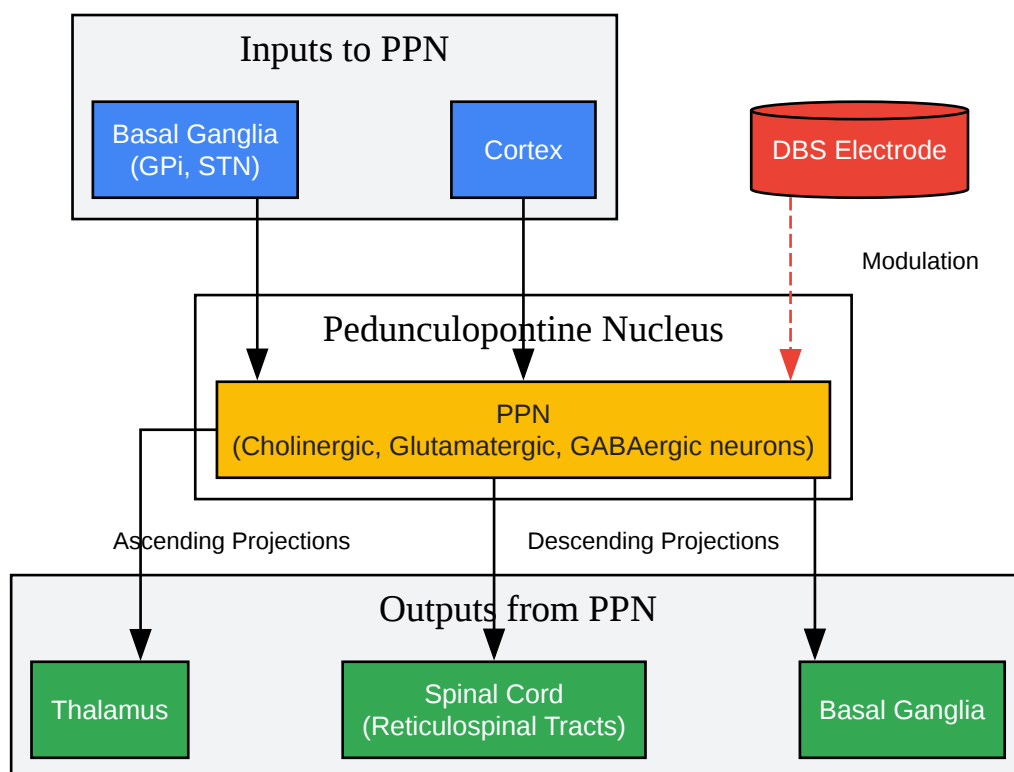 Inputs to PPN
Basal Ganglia
(GPi, STN)
Cortex
DBS Electrode
Modulation
Pedunculopontine Nucleus
PPN
(Cholinergic, Glutamatergic, GABAergic neurons)
Ascending Projections
Descending Projections
Outputs from PPN
Thalamus
Spinal Cord
(Reticulospinal Tracts)
Basal Ganglia